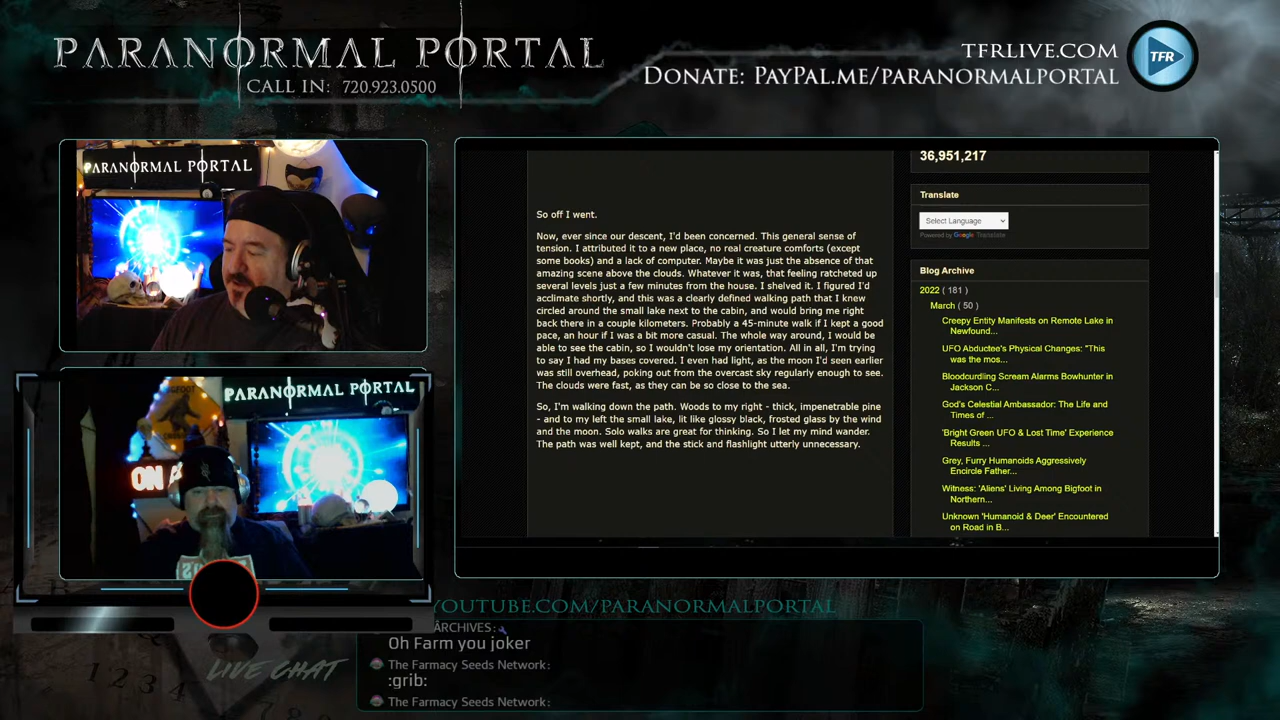 PARANORMAL PORTAL
CALL IN: 720.923.0500
TFRLIVE.COM
DONATE: PAYPAL.ME/PARANORMALPORTAL
TFR
PARANORMAL PORTAL
PARANORMAL PORTAL
BIGFOOT
ON A
So off I went.
Now, ever since our descent, I'd been concerned. This general sense of
tension. I attributed it to a new place, no real creature comforts (except
some books) and a lack of computer. Maybe it was just the absence of that
amazing scene above the clouds. Whatever it was, that feeling ratcheted up
several levels just a few minutes from the house. I shelved it. I figured I'd
acclimate shortly, and this was a clearly defined walking path that I knew
circled around the small lake next to the cabin, and would bring me right
back there in a couple kilometers. Probably a 45-minute walk if I kept a good
pace, an hour if I was a bit more casual. The whole way around, I would be
able to see the cabin, so I wouldn't lose my orientation. All in all, I'm trying
to say I had my bases covered. I even had light, as the moon I'd seen earlier
was still overhead, poking out from the overcast sky regularly enough to see.
The clouds were fast, as they can be so close to the sea.
So, I'm walking down the path. Woods to my right - thick, impenetrable pine
- and to my left the small lake, lit like glossy black, frosted glass by the wind
and the moon. Solo walks are great for thinking. So I let my mind wander.
The path was well kept, and the stick and flashlight utterly unnecessary.
36,951,217
Translate
Select Language
Powered by Google Translate
Blog Archive
2022 ( 181 )
March ( 50 )
Creepy Entity Manifests on Remote Lake in
Newfound...
UFO Abductee's Physical Changes: "This
was the mos...
Bloodcurdling Scream Alarms Bowhunter in
Jackson C...
God's Celestial Ambassador: The Life and
Times of ...
'Bright Green UFO & Lost Time' Experience
Results ...
Grey, Furry Humanoids Aggressively
Encircle Father...
Witness: 'Aliens' Living Among Bigfoot in
Northern...
Unknown 'Humanoid & Deer' Encountered
on Road in B...
YOUTUBE.COM/PARANORMALPORTAL
LIVE CHAT
ARCHIVES:
Oh Farm you joker
The Farmacy Seeds Network:
:grib:
The Farmacy Seeds Network: